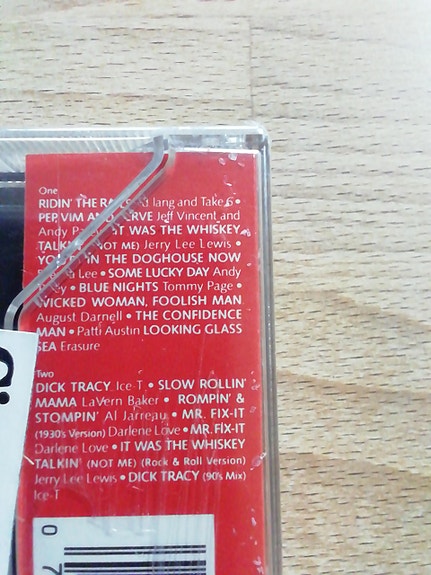 One
RIDIN' THE RAILS lang and Take 6 •
PEP, VIM AND VERVE Jeff Vincent and
Andy IT WAS THE WHISKEY
TALKIN' (NOT ME) Jerry Lee Lewis •
YOU'RE IN THE DOGHOUSE NOW
Lee • SOME LUCKY DAY Andy
• BLUE NIGHTS Tommy Page •
WICKED WOMAN, FOOLISH MAN
August Darnell • THE CONFIDENCE
MAN • Patti Austin LOOKING GLASS
SEA Erasure
Two
DICK TRACY Ice-T • SLOW ROLLIN'
MAMA LaVern Baker • ROMPIN' &
STOMPIN' Al Jarreau • MR. FIX-IT
(1930's Version) Darlene Love • MR. FIX-IT
Darlene Love • IT WAS THE WHISKEY
TALKIN' (NOT ME) (Rock & Roll Version)
Jerry Lee Lewis • DICK TRACY (90's Mix)
Ice-T
0 7